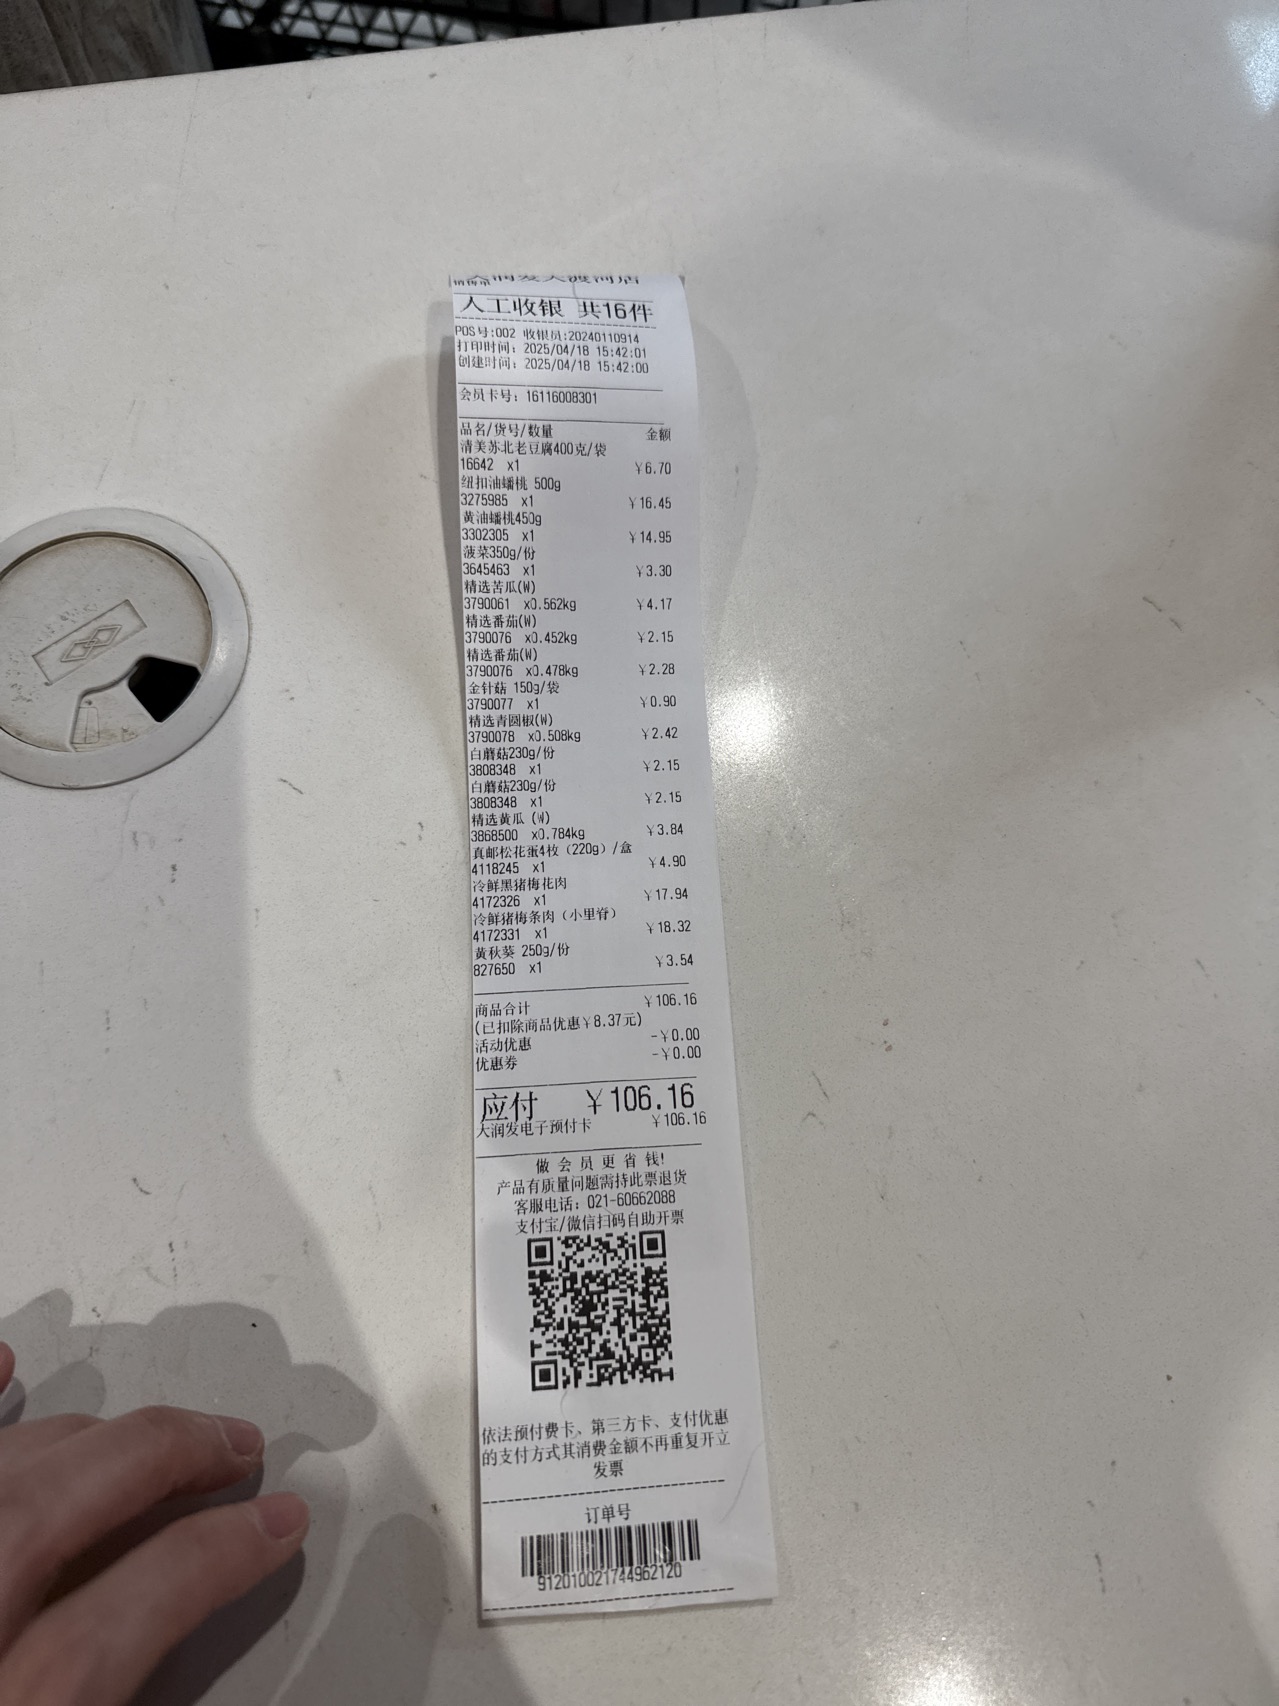 大润发大渡河店
人工收银 共16件
POS号:002 收银员:20240110914
打印时间: 2025/04/18 15:42:01
创建时间: 2025/04/18 15:42:00
会员卡号: 16116008301
品名/货号/数量 金额
清美苏北老豆腐400克/袋
16642 x1 ¥6.70
纽扣油蟠桃 500g
3275985 x1 ¥16.45
黄油蟠桃450g
3302305 x1 ¥14.95
菠菜350g/份
3645463 x1 ¥3.30
精选苦瓜(W)
3790061 x0.562kg ¥4.17
精选番茄(W)
3790076 x0.452kg ¥2.15
精选番茄(W)
3790076 x0.478kg ¥2.28
金针菇 150g/袋
3790077 x1 ¥0.90
精选青圆椒(W)
3790078 x0.508kg ¥2.42
白蘑菇230g/份
3808348 x1 ¥2.15
白蘑菇230g/份
3808348 x1 ¥2.15
精选黄瓜 (W)
3868500 x0.784kg ¥3.84
真邮松花蛋4枚（220g）/盒
4118245 x1 ¥4.90
冷鲜黑猪梅花肉
4172326 x1 ¥17.94
冷鲜猪梅条肉（小里脊）
4172331 x1 ¥18.32
黄秋葵 250g/份
827650 x1 ¥3.54
商品合计 ¥106.16
(已扣除商品优惠¥8.37元)
活动优惠 -¥0.00
优惠券 -¥0.00
应付 ¥106.16
大润发电子预付卡 ¥106.16
做会员更省钱!
产品有质量问题需持此票退货
客服电话: 021-60662088
支付宝/微信扫码自助开票
依法预付费卡、第三方卡、支付优惠
的支付方式其消费金额不再重复开立
发票
订单号
912010021744962120